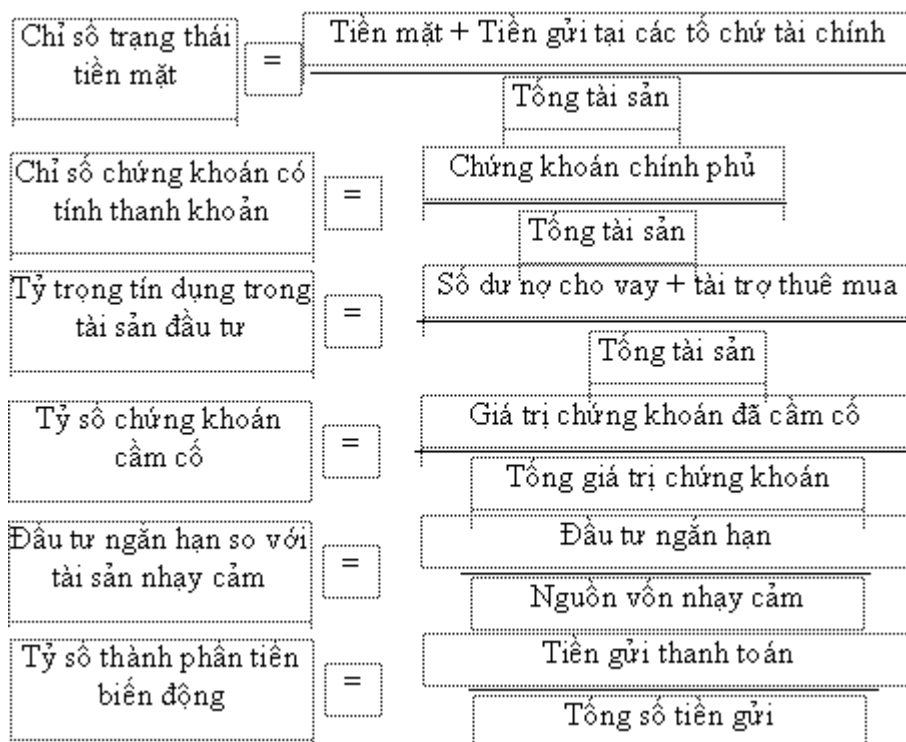 Chỉ số trạng thái
tiền mặt
=
Tiền mặt + Tiền gửi tại các tổ chứ tài chính
Tổng tài sản
Chỉ số chứng khoán có
tính thanh khoản
=
Chứng khoán chính phủ
Tổng tài sản
Tỷ trọng tín dụng trong
tài sản đầu tư
=
Số dư nợ cho vay + tài trợ thuê mua
Tổng tài sản
Tỷ số chứng khoán
cầm cố
=
Giá trị chứng khoán đã cầm cố
Tổng giá trị chứng khoán
Đầu tư ngắn hạn so với
tài sản nhạy cảm
=
Đầu tư ngắn hạn
Nguồn vốn nhạy cảm
Tỷ số thành phần tiền
biến động
=
Tiền gửi thanh toán
Tổng số tiền gửi